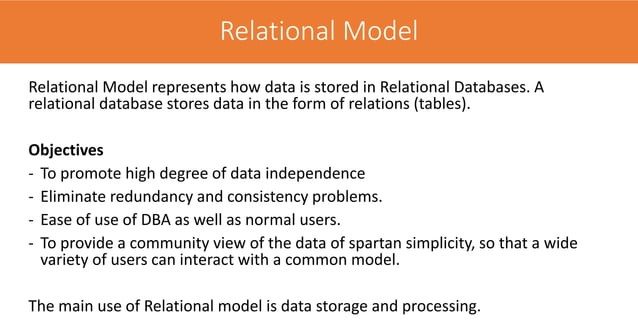 Relational Model
Relational Model represents how data is stored in Relational Databases. A
relational database stores data in the form of relations (tables).
Objectives
- To promote high degree of data independence
- Eliminate redundancy and consistency problems.
- Ease of use of DBA as well as normal users.
- To provide a community view of the data of spartan simplicity, so that a wide
variety of users can interact with a common model.
The main use of Relational model is data storage and processing.